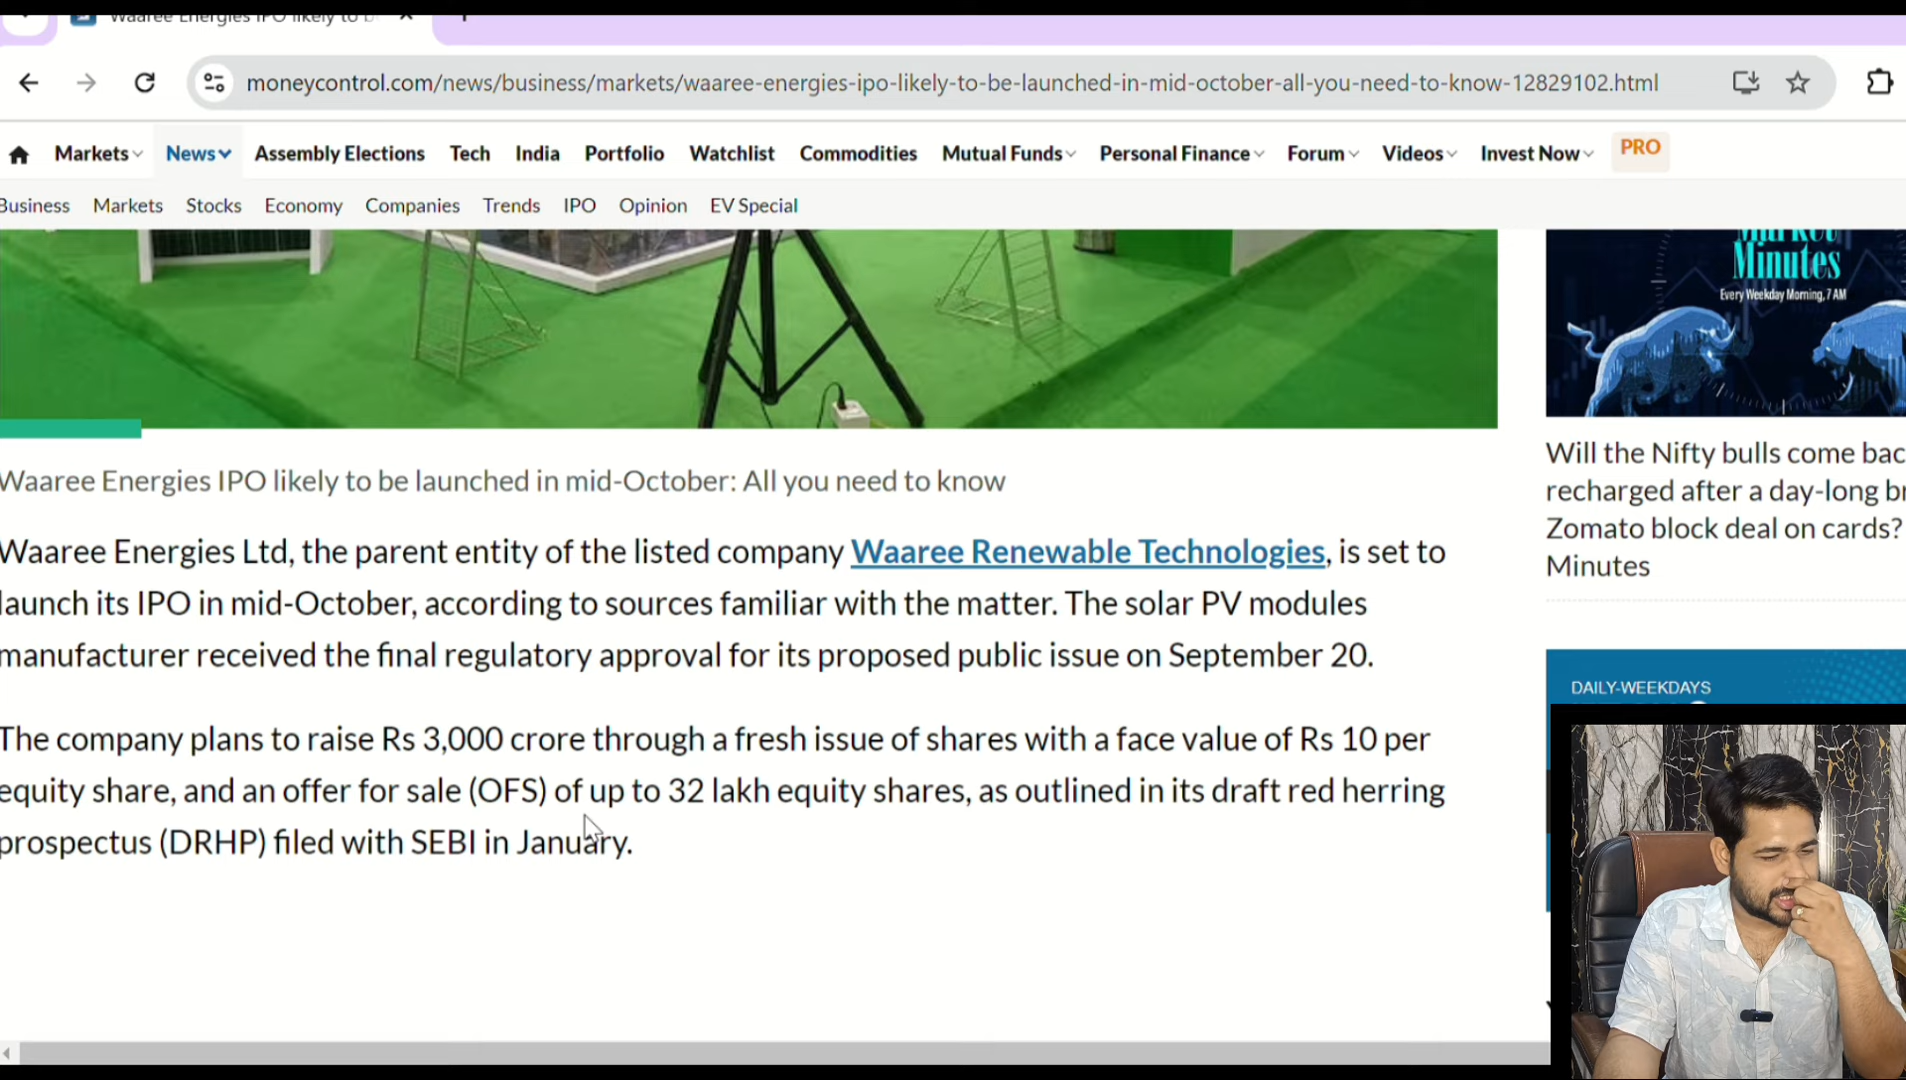 Waaree Energies IPO likely to b
moneycontrol.com/news/business/markets/waaree-energies-ipo-likely-to-be-launched-in-mid-october-all-you-need-to-know-12829102.html
Markets News Assembly Elections Tech India Portfolio Watchlist Commodities Mutual Funds Personal Finance Forum Videos Invest Now PRO
Business Markets Stocks Economy Companies Trends IPO Opinion EV Special
Market
Minutes
Every Weekday Morning, 7 AM
Waaree Energies IPO likely to be launched in mid-October: All you need to know
Waaree Energies Ltd, the parent entity of the listed company Waaree Renewable Technologies, is set to
launch its IPO in mid-October, according to sources familiar with the matter. The solar PV modules
manufacturer received the final regulatory approval for its proposed public issue on September 20.
The company plans to raise Rs 3,000 crore through a fresh issue of shares with a face value of Rs 10 per
equity share, and an offer for sale (OFS) of up to 32 lakh equity shares, as outlined in its draft red herring
prospectus (DRHP) filed with SEBI in January.
Will the Nifty bulls come bac
recharged after a day-long br
Zomato block deal on cards?
Minutes
DAILY-WEEKDAYS